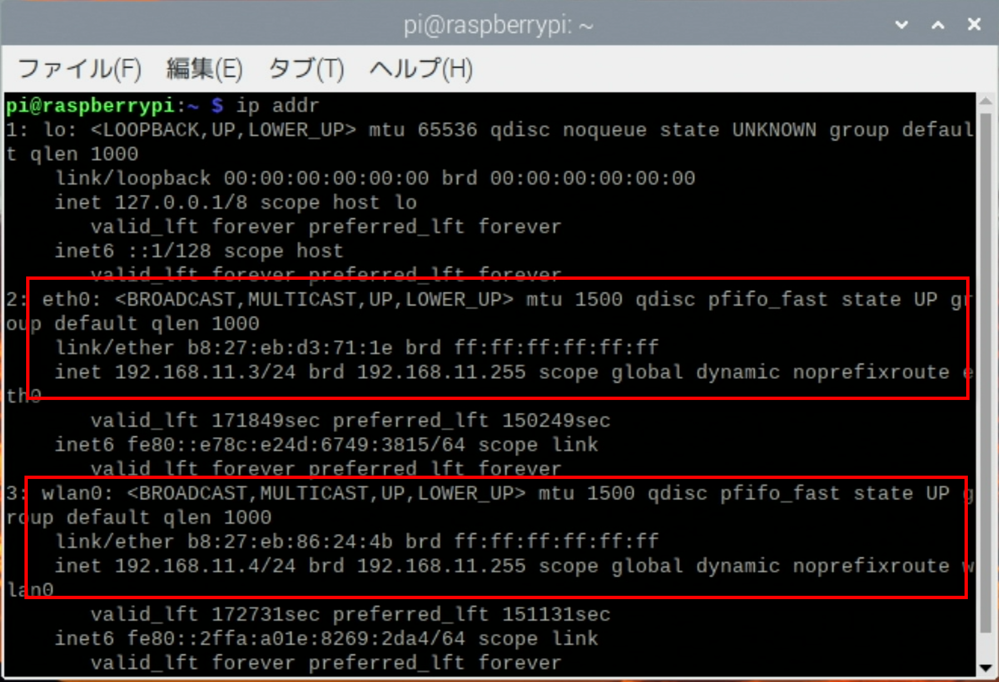 pi@raspberrypi: ~
ファイル(F) 編集(E) タブ(T) ヘルプ(H)
pi@raspberrypi:~ $ ip addr
1: lo: <LOOPBACK,UP,LOWER_UP> mtu 65536 qdisc noqueue state UNKNOWN group defaul
t qlen 1000
    link/loopback 00:00:00:00:00:00 brd 00:00:00:00:00:00
    inet 127.0.0.1/8 scope host lo
       valid_lft forever preferred_lft forever
    inet6 ::1/128 scope host
       valid_lft forever preferred_lft forever
2: eth0: <BROADCAST,MULTICAST,UP,LOWER_UP> mtu 1500 qdisc pfifo_fast state UP gr
oup default qlen 1000
    link/ether b8:27:eb:d3:71:1e brd ff:ff:ff:ff:ff:ff
    inet 192.168.11.3/24 brd 192.168.11.255 scope global dynamic noprefixroute e
th0
       valid_lft 171849sec preferred_lft 150249sec
    inet6 fe80::e78c:e24d:6749:3815/64 scope link
       valid_lft forever preferred_lft forever
3: wlan0: <BROADCAST,MULTICAST,UP,LOWER_UP> mtu 1500 qdisc pfifo_fast state UP g
roup default qlen 1000
    link/ether b8:27:eb:86:24:4b brd ff:ff:ff:ff:ff:ff
    inet 192.168.11.4/24 brd 192.168.11.255 scope global dynamic noprefixroute w
lan0
       valid_lft 172731sec preferred_lft 151131sec
    inet6 fe80::2ffa:a01e:8269:2da4/64 scope link
       valid_lft forever preferred_lft forever